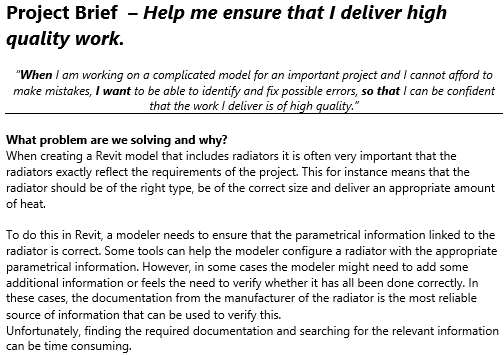 Project Brief – Help me ensure that I deliver high
quality work.
"When I am working on a complicated model for an important project and I cannot afford to
make mistakes, I want to be able to identify and fix possible errors, so that I can be confident
that the work I deliver is of high quality."
What problem are we solving and why?
When creating a Revit model that includes radiators it is often very important that the
radiators exactly reflect the requirements of the project. This for instance means that the
radiator should be of the right type, be of the correct size and deliver an appropriate amount
of heat.
To do this in Revit, a modeler needs to ensure that the parametrical information linked to the
radiator is correct. Some tools can help the modeler configure a radiator with the appropriate
parametrical information. However, in some cases the modeler might need to add some
additional information or feels the need to verify whether it has all been done correctly. In
these cases, the documentation from the manufacturer of the radiator is the most reliable
source of information that can be used to verify this.
Unfortunately, finding the required documentation and searching for the relevant information
can be time consuming.